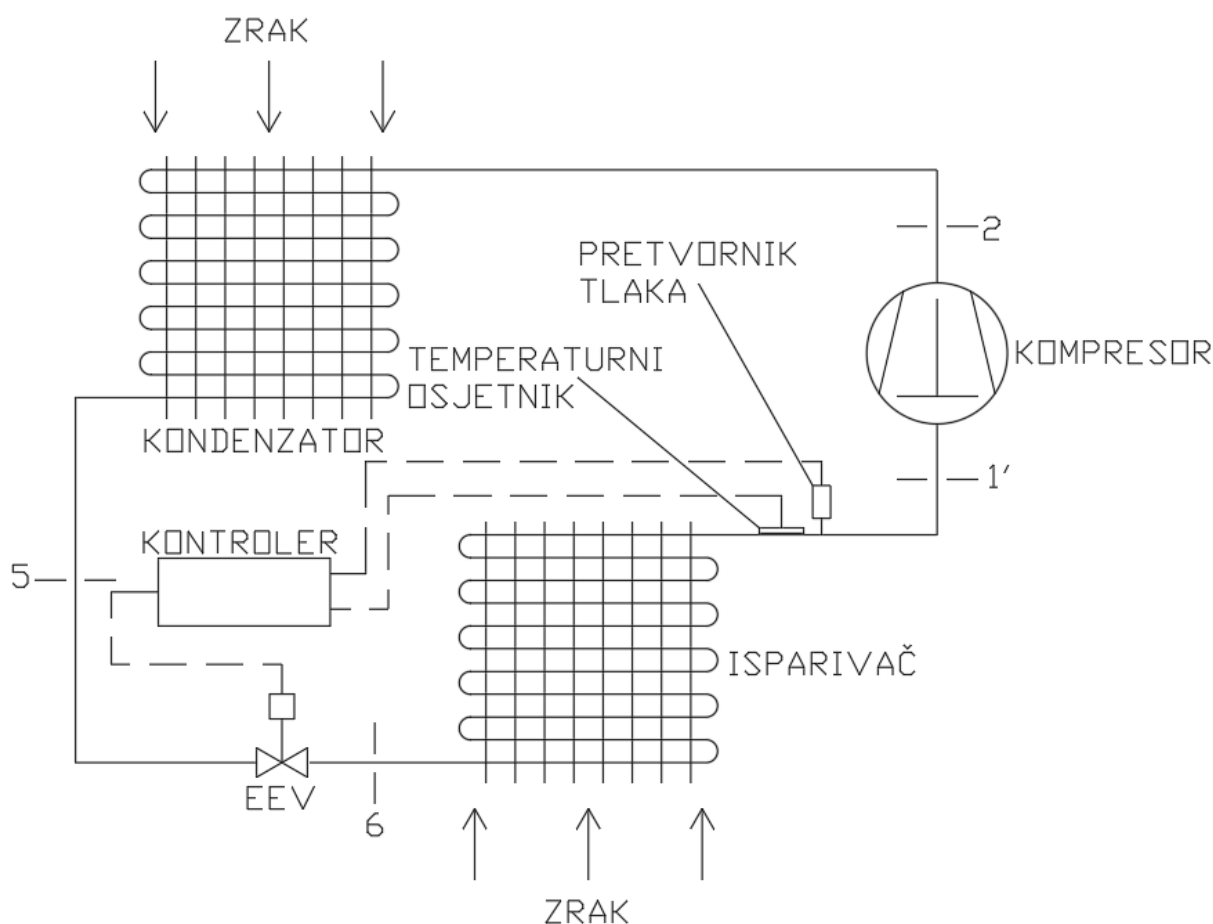 ZRAK
2
PRETVORNIK
TLAKA
KOMPRESOR
TEMPERATURNI
OSJETNIK
KONDENZATOR
1′
KONTROLER
5
ISPARIVAČ
EEV
6
ZRAK